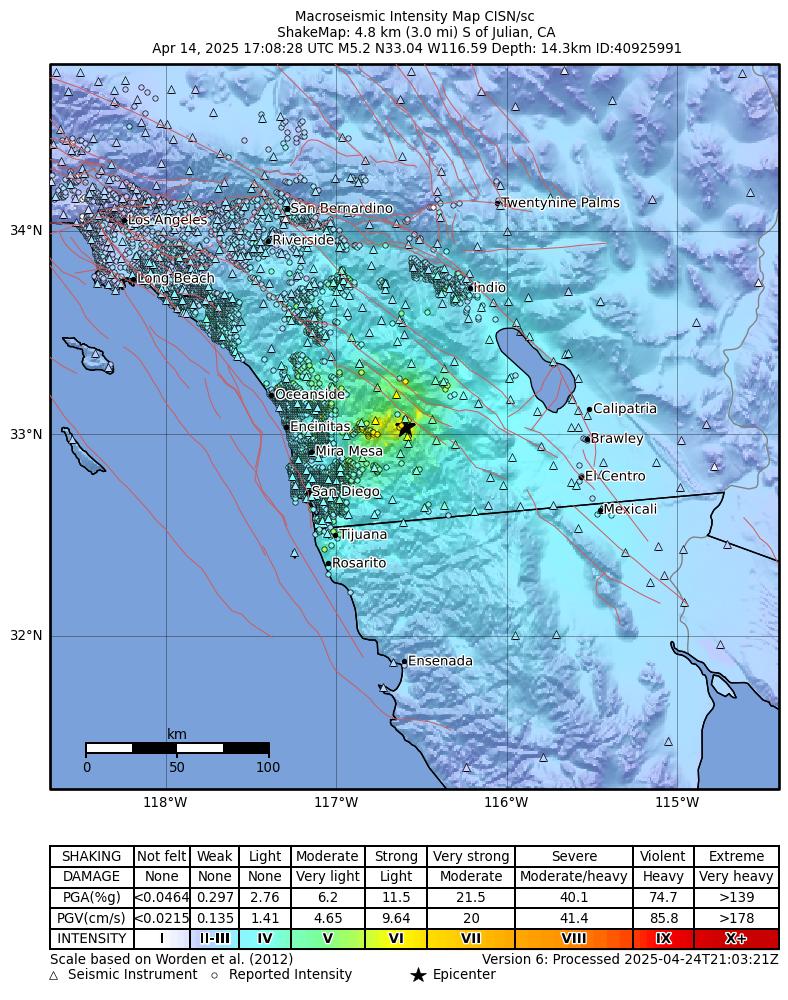 Macroseismic Intensity Map CISN/sc
ShakeMap: 4.8 km (3.0 mi) S of Julian, CA
Apr 14, 2025 17:08:28 UTC M5.2 N33.04 W116.59 Depth: 14.3km ID:40925991
Twentynine Palms
San Bernardino
Los Angeles
34°N
Riverside
Long Beach
Indio
Oceanside
Calipatria
Encinitas
33°N
Brawley
Mira Mesa
El Centro
San Diego
Mexicali
Tijuana
Rosarito
32°N
Ensenada
km
0 50 100
118°W 117°W 116°W 115°W
SHAKING Not felt Weak Light Moderate Strong Very strong Severe Violent Extreme
DAMAGE None None None Very light Light Moderate Moderate/heavy Heavy Very heavy
PGA(%g) <0.0464 0.297 2.76 6.2 11.5 21.5 40.1 74.7 >139
PGV(cm/s) <0.0215 0.135 1.41 4.65 9.64 20 41.4 85.8 >178
INTENSITY I II-III IV V VI VII VIII IX X+
Scale based on Worden et al. (2012) Version 6: Processed 2025-04-24T21:03:21Z
Seismic Instrument Reported Intensity Epicenter